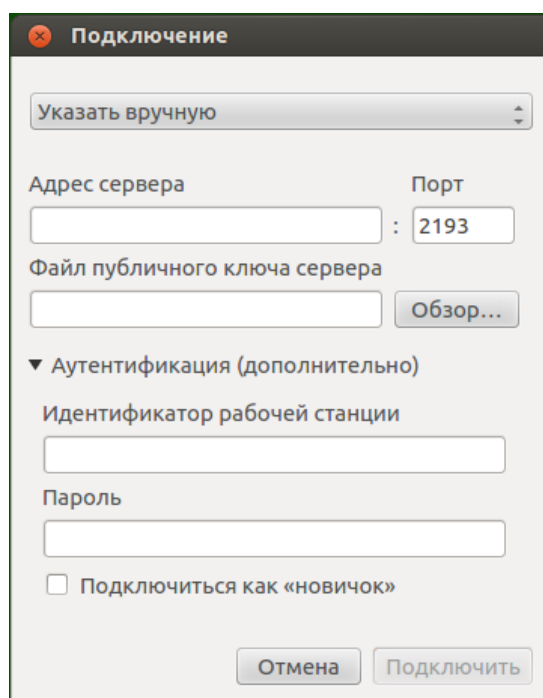 Подключение
Указать вручную
Адрес сервера Порт
: 2193
Файл публичного ключа сервера
Обзор...
Аутентификация (дополнительно)
Идентификатор рабочей станции
Пароль
Подключиться как «новичок»
Отмена Подключить